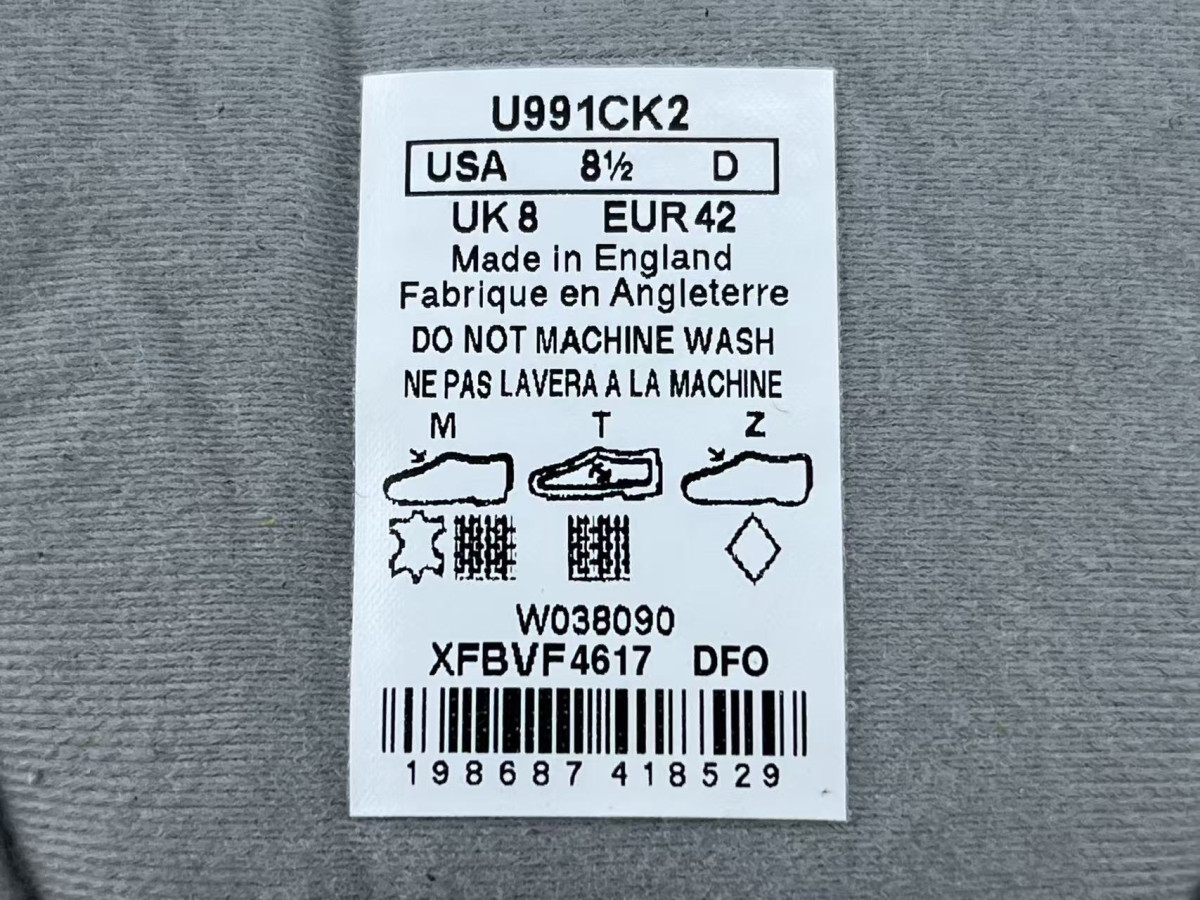 U991CK2
USA 8½ D
UK 8 EUR 42
Made in England
Fabrique en Angleterre
DO NOT MACHINE WASH
NE PAS LAVERA A LA MACHINE
M T Z
W038090
XFBVF4617 DFO
198687 418529